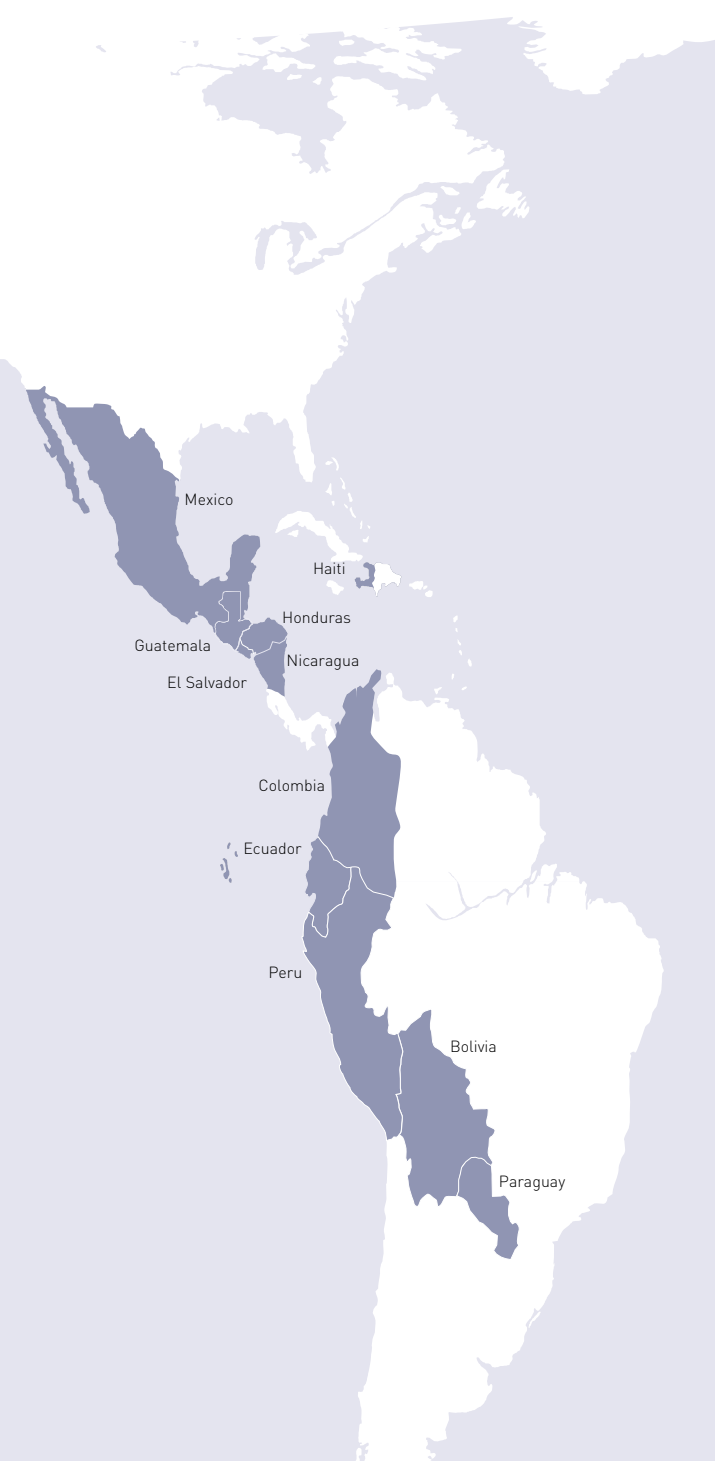 Mexico
Haiti
Honduras
Guatemala
Nicaragua
El Salvador
Colombia
Ecuador
Peru
Bolivia
Paraguay